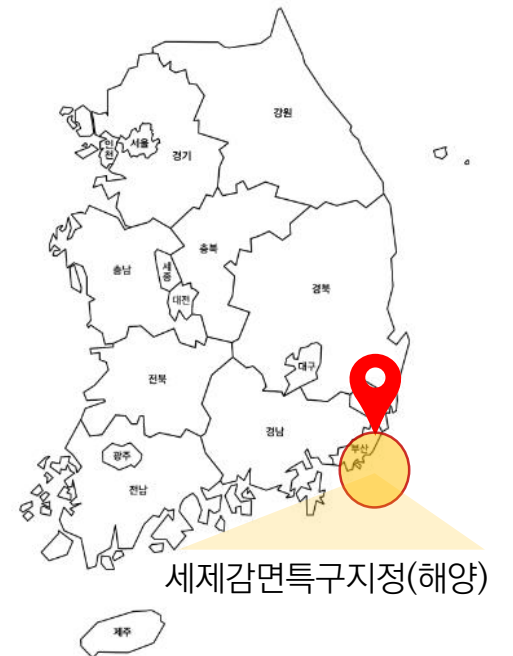 강원
서울
인천
경기
충북
충남
세종
대전
경북
대구
전북
경남
부산
광주
전남
세제감면특구지정(해양)
제주